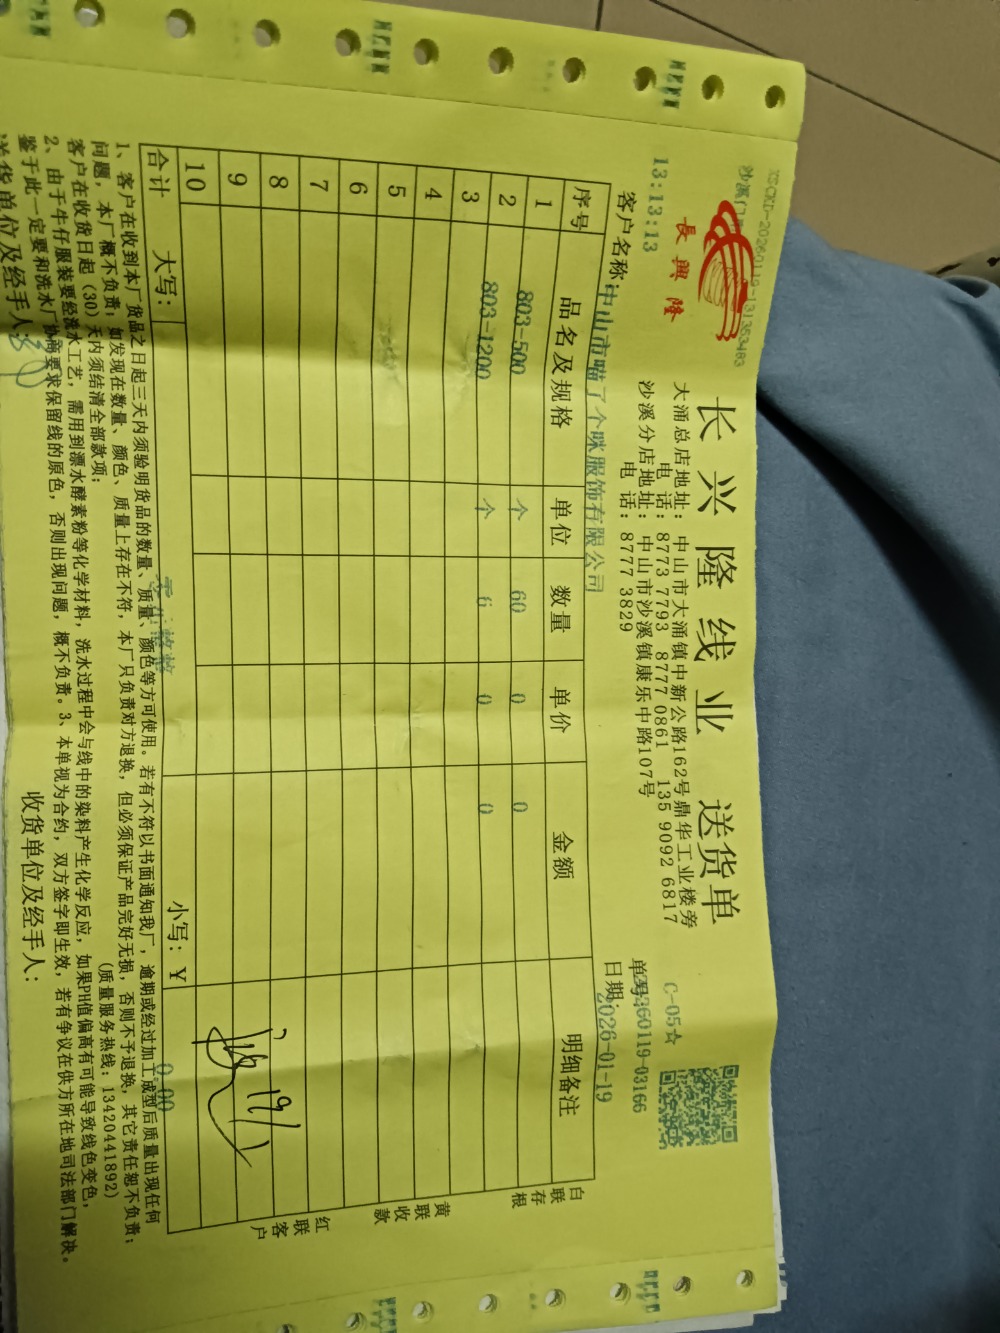 XSCKD-20260119-131353483
長興隆
13:13:13
长兴隆线业 送货单
大涌总店地址: 中山市大涌镇中新公路162号鼎华工业楼旁
电 话: 8773 7793 8777 0861 135 9092 6817
沙溪分店地址: 中山市沙溪镇康乐中路107号
电 话: 8777 3829
C-05☆
单号:
60119-03166
日期: 2026-01-19
客户名称: 中山市喵了个咪服饰有限公司
序号 品名及规格 单位 数量 单价 金额 明细备注
1 803-500 个 60 0 0
2 803-1200 个 6 0 0
3
4
5
6
7
8
9
10
19/1
合计 大写: 小写: ¥ 0.00
白联存根
黄联收款
红联客户
1、客户在收到本厂货品之日起三天内须验明货品的数量、质量、颜色等方可使用。若有不符以书面通知我厂,逾期或经过加工成型后质量出现任何
问题,本厂概不负责;如发现在数量、颜色、质量上存在不符,本厂只负责对方退换,但必须保证产品完好无损,否则不予退换,其它责任恕不负责;
客户在收货日起(30)天内须结清全部款项; (质量服务热线: 13420441892)
2、由于牛仔服装要经洗水工艺,需用到漂水酵素粉等化学材料,洗水过程中会与线中的染料产生化学反应,如果PH值偏高有可能导致线色变色,
鉴于此一定要和洗水厂协商要求保留线的原色,否则出现问题,概不负责。3、本单视为合约,双方签字即生效,若有争议在供方所在地司法部门解决。
送货单位及经手人: 收货单位及经手人: